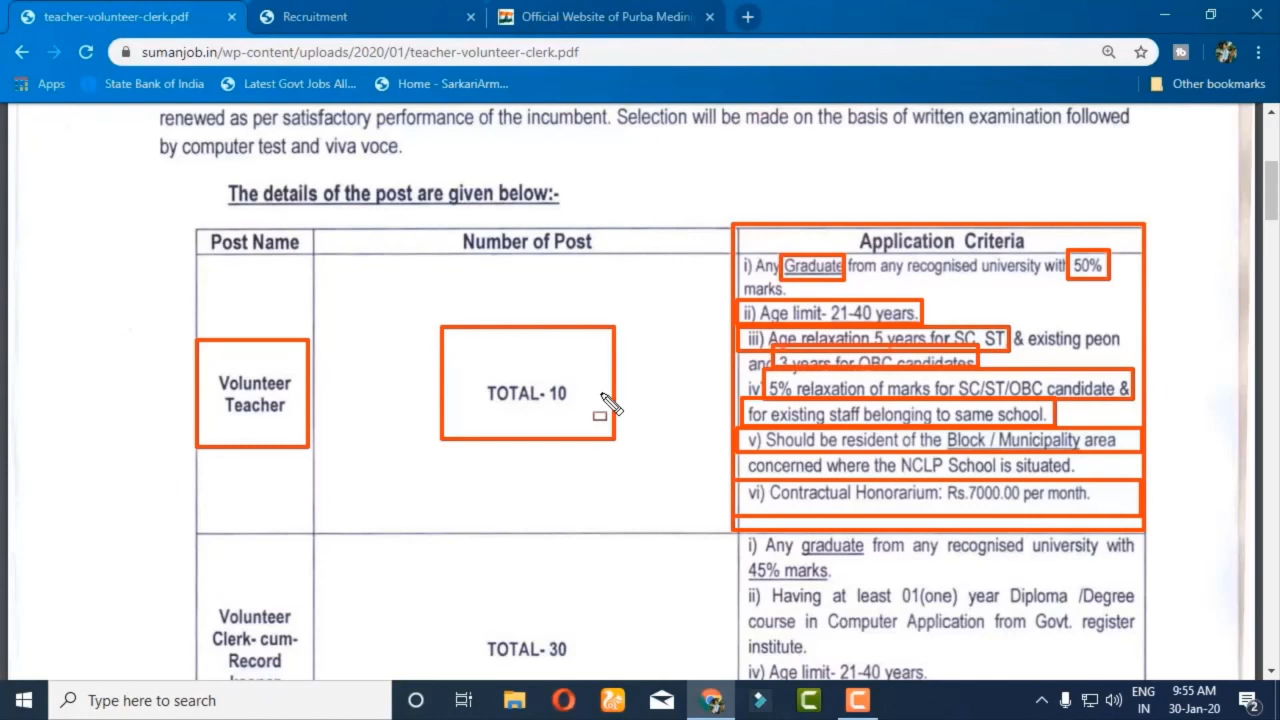 teacher-volunteer-clerk.pdf
Recruitment
Official Website of Purba Medini
sumanjob.in/wp-content/uploads/2020/01/teacher-volunteer-clerk.pdf
Apps
State Bank of India
Latest Govt Jobs All...
Home - SarkariArm...
Other bookmarks
renewed as per satisfactory performance of the incumbent. Selection will be made on the basis of written examination followed
by computer test and viva voce.
The details of the post are given below:-
Post Name
Number of Post
Application Criteria
Volunteer
Teacher
TOTAL- 10
i) Any Graduate from any recognised university with 50%
marks.
ii) Age limit- 21-40 years.
iii) Age relaxation 5 years for SC, ST & existing peon
and 3 years for OBC candidates
iv) 5% relaxation of marks for SC/ST/OBC candidate &
for existing staff belonging to same school.
v) Should be resident of the Block / Municipality area
concerned where the NCLP School is situated.
vi) Contractual Honorarium: Rs.7000.00 per month.
Volunteer
Clerk- cum-
Record
TOTAL- 30
i) Any graduate from any recognised university with
45% marks.
ii) Having at least 01(one) year Diploma /Degree
course in Computer Application from Govt. register
institute.
iv) Age limit- 21-40 years.
Type here to search
ENG
IN
9:55 AM
30-Jan-20
2